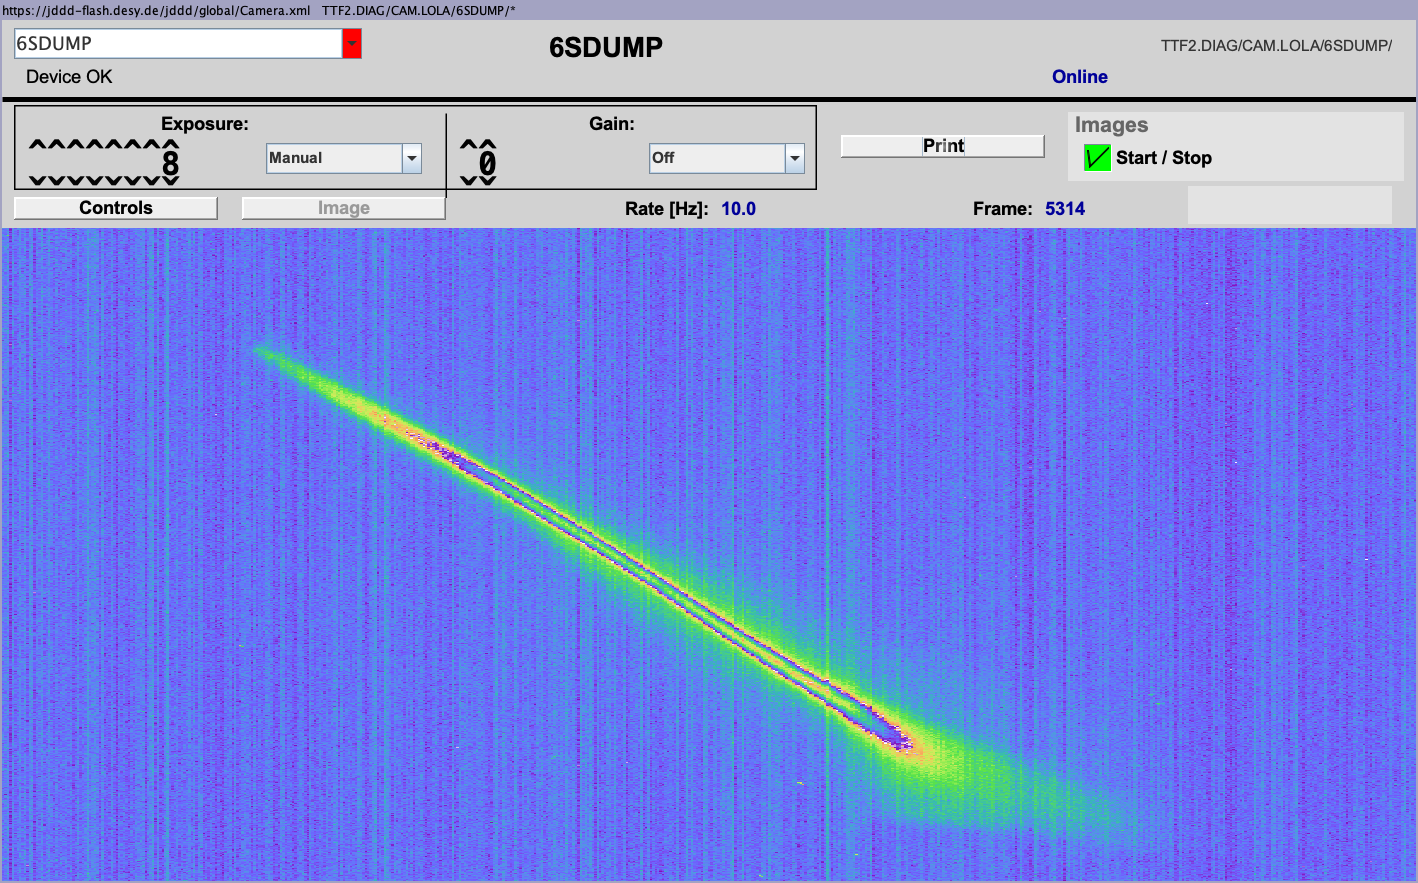 https://jddd-flash.desy.de/jddd/global/Camera.xml TTF2.DIAG/CAM.LOLA/6SDUMP/*
6SDUMP
6SDUMP
TTF2.DIAG/CAM.LOLA/6SDUMP/
Device OK
Online
Exposure:
8
Manual
Gain:
0
Off
Print
Images
Start / Stop
Controls
Image
Rate [Hz]: 10.0
Frame: 5314